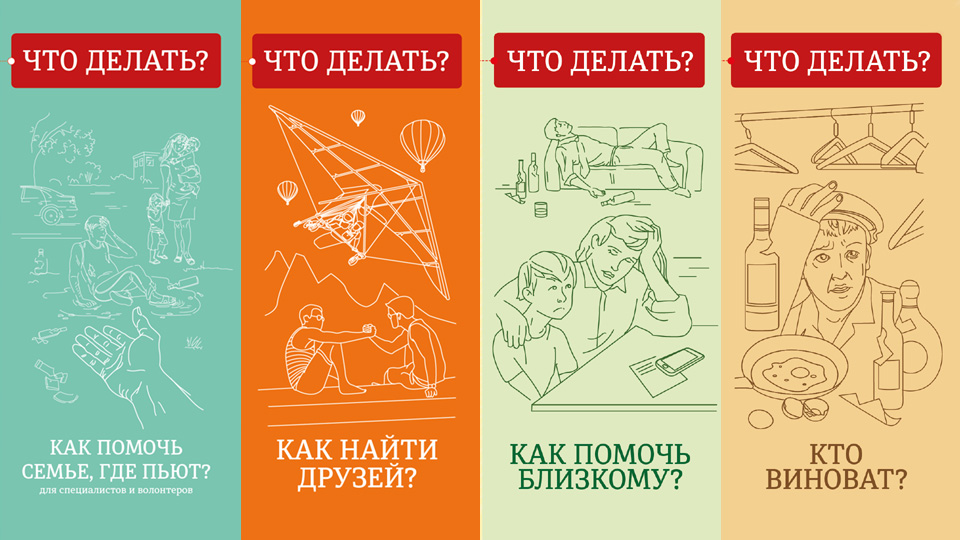 ЧТО ДЕЛАТЬ?
КАК ПОМОЧЬ
СЕМЬЕ, ГДЕ ПЬЮТ?
для специалистов и волонтеров
ЧТО ДЕЛАТЬ?
КАК НАЙТИ
ДРУЗЕЙ?
ЧТО ДЕЛАТЬ?
КАК ПОМОЧЬ
БЛИЗКОМУ?
ЧТО ДЕЛАТЬ?
КТО
ВИНОВАТ?